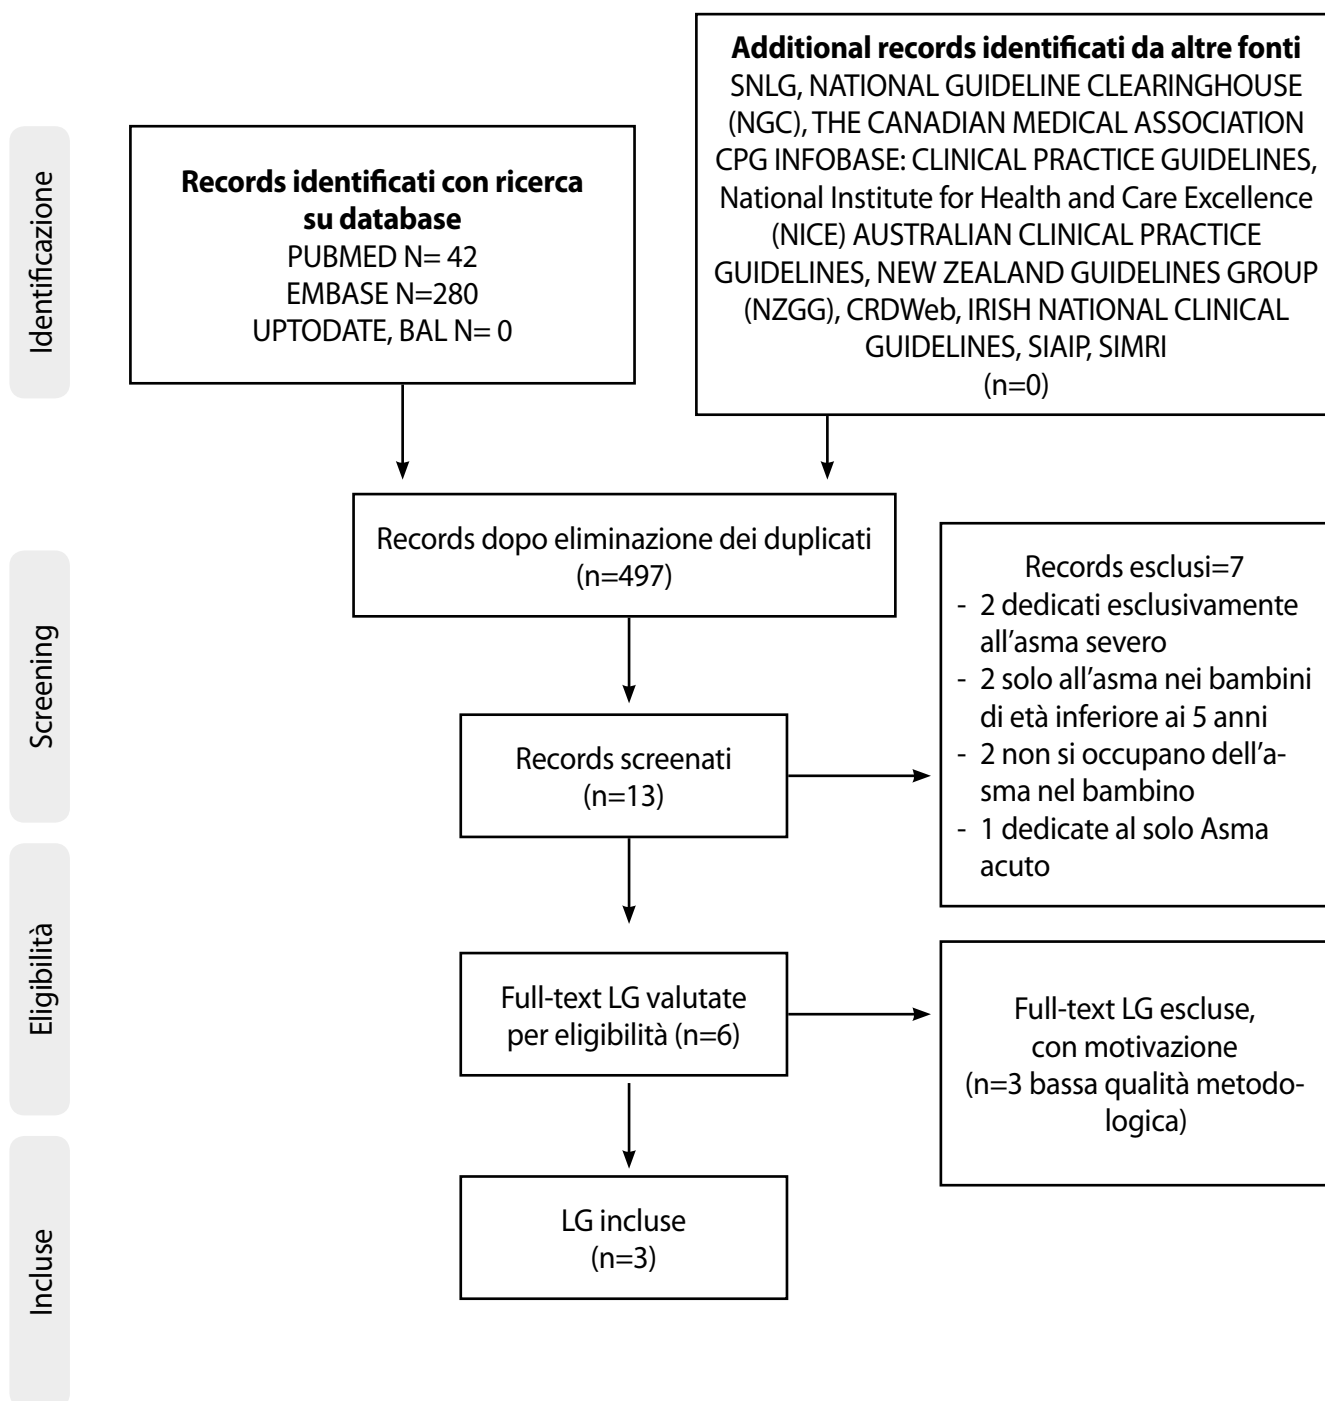 Identificazione
Records identificati con ricerca
su database
PUBMED N= 42
EMBASE N=280
UPTODATE, BAL N= 0
Additional records identificati da altre fonti
SNLG, NATIONAL GUIDELINE CLEARINGHOUSE
(NGC), THE CANADIAN MEDICAL ASSOCIATION
CPG INFOBASE: CLINICAL PRACTICE GUIDELINES,
National Institute for Health and Care Excellence
(NICE) AUSTRALIAN CLINICAL PRACTICE
GUIDELINES, NEW ZEALAND GUIDELINES GROUP
(NZGG), CRDWeb, IRISH NATIONAL CLINICAL
GUIDELINES, SIAIP, SIMRI
(n=0)
Screening
Records dopo eliminazione dei duplicati
(n=497)
Records screenati
(n=13)
Records esclusi=7
- 2 dedicati esclusivamente
all’asma severo
- 2 solo all’asma nei bambini
di età inferiore ai 5 anni
- 2 non si occupano dell’a-
sma nel bambino
- 1 dedicate al solo Asma
acuto
Eligibilità
Full-text LG valutate
per eligibilità (n=6)
Full-text LG escluse,
con motivazione
(n=3 bassa qualità metodo-
logica)
Incluse
LG incluse
(n=3)